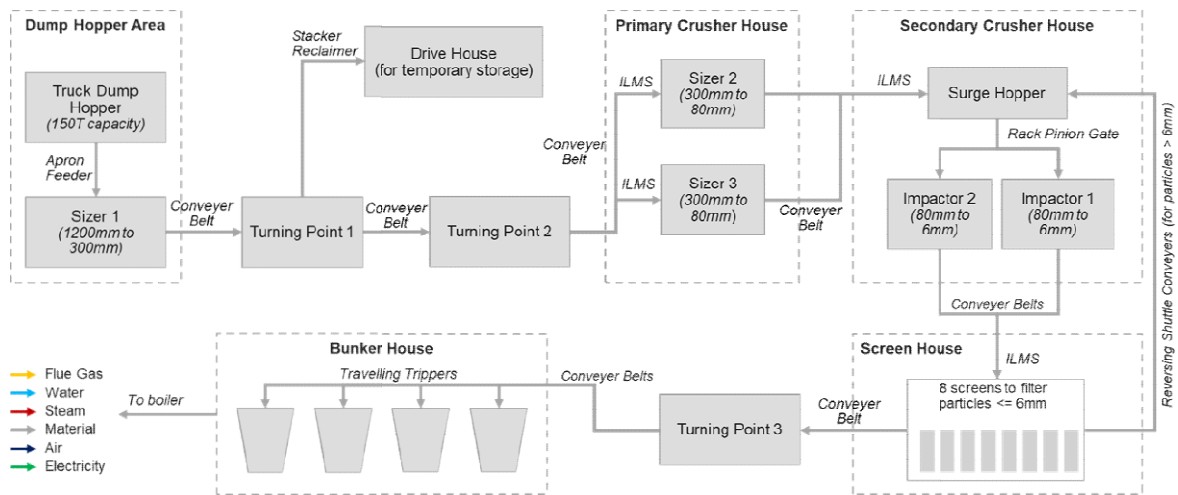 Dump Hopper Area
Truck Dump
Hopper
(150T capacity)
Apron
Feeder
Sizer 1
(1200mm to
300mm)
Conveyer
Belt
Stacker
Reclaimer
Drive House
(for temporary storage)
Turning Point 1
Conveyer
Belt
Turning Point 2
Conveyer
Belt
Primary Crusher House
ILMS
Sizer 2
(300mm to
80mm)
ILMS
Sizer 3
(300mm to
80mm)
Conveyer
Belt
Secondary Crusher House
ILMS
Surge Hopper
Rack Pinion Gate
Impactor 2
(80mm to
6mm)
Impactor 1
(80mm to
6mm)
Conveyer Belts
Reversing Shuttle Conveyers (for particles > 6mm)
Screen House
ILMS
8 screens to filter
particles <= 6mm
Conveyer
Belt
Turning Point 3
Conveyer Belts
Bunker House
Travelling Trippers
To boiler
Flue Gas
Water
Steam
Material
Air
Electricity